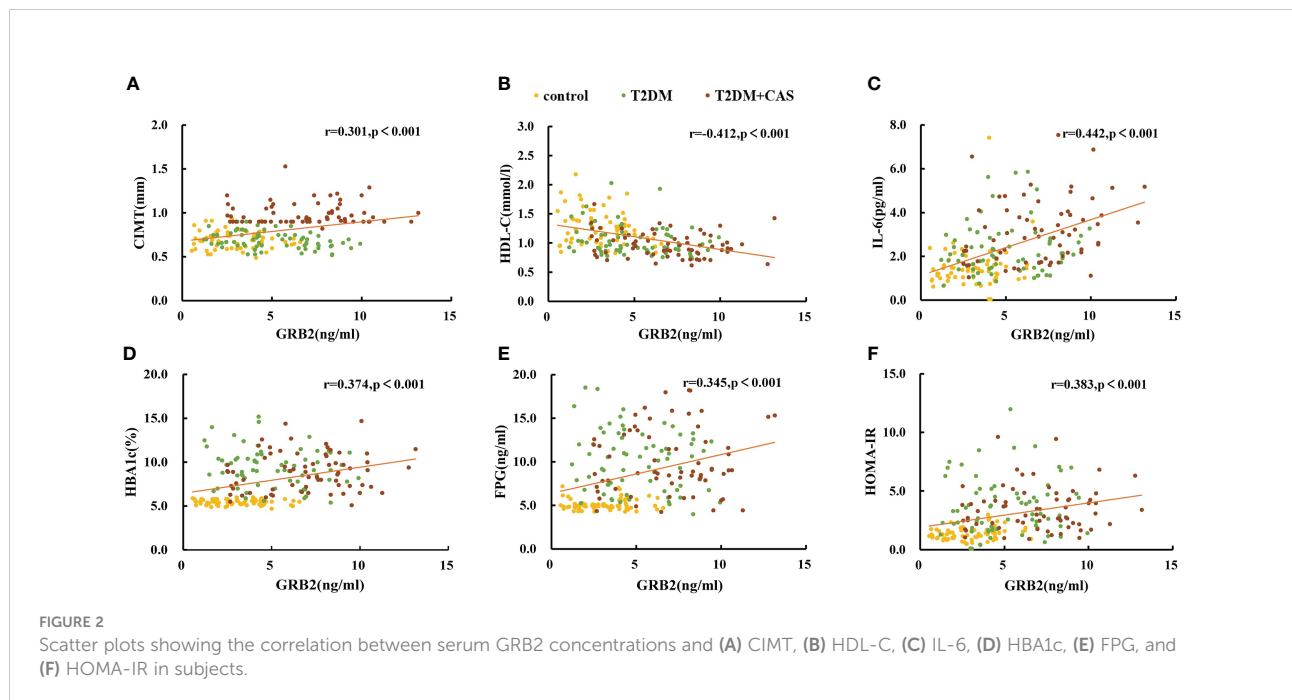 A
B
control
T2DM
T2DM+CAS
C
r=0.301,p < 0.001
r=-0.412,p < 0.001
r=0.442,p < 0.001
CIMT(mm)
2.0
1.5
1.0
0.5
0.0
0 5 10 15
GRB2(ng/ml)
HDL-C(mmol/l)
3.0
2.5
2.0
1.5
1.0
0.5
0.0
0 5 10 15
GRB2(ng/ml)
IL-6(pg/ml)
8.0
6.0
4.0
2.0
0.0
0 5 10 15
GRB2(ng/ml)
D
r=0.374,p < 0.001
HBA1c(%)
20.0
15.0
10.0
5.0
0.0
0 5 10 15
GRB2(ng/ml)
E
r=0.345,p < 0.001
FPG(ng/ml)
20.0
15.0
10.0
5.0
0.0
0 5 10 15
GRB2(ng/ml)
F
r=0.383,p < 0.001
HOMA-IR
15.0
10.0
5.0
0.0
0 5 10 15
GRB2(ng/ml)
FIGURE 2
Scatter plots showing the correlation between serum GRB2 concentrations and (A) CIMT, (B) HDL-C, (C) IL-6, (D) HBA1c, (E) FPG, and
(F) HOMA-IR in subjects.